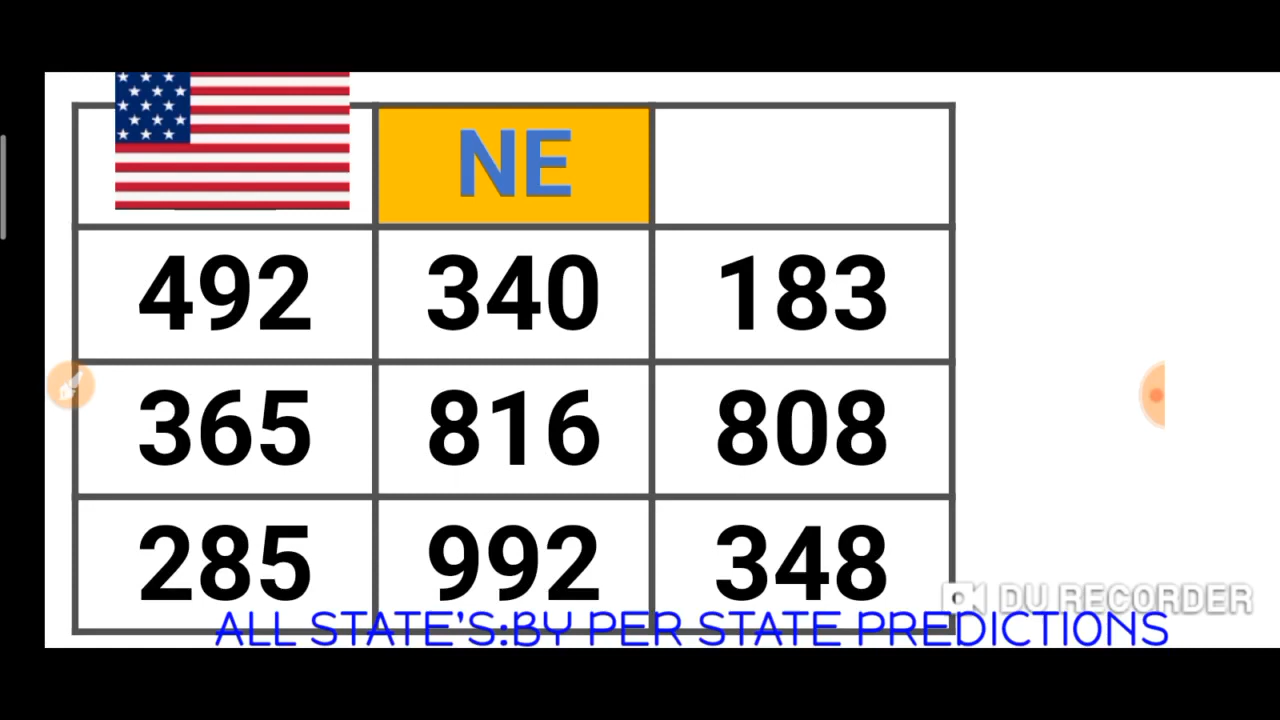 NE
492 340 183
365 816 808
285 992 348
DU RECORDER
ALL STATE'S:BY PER STATE PREDICTIONS